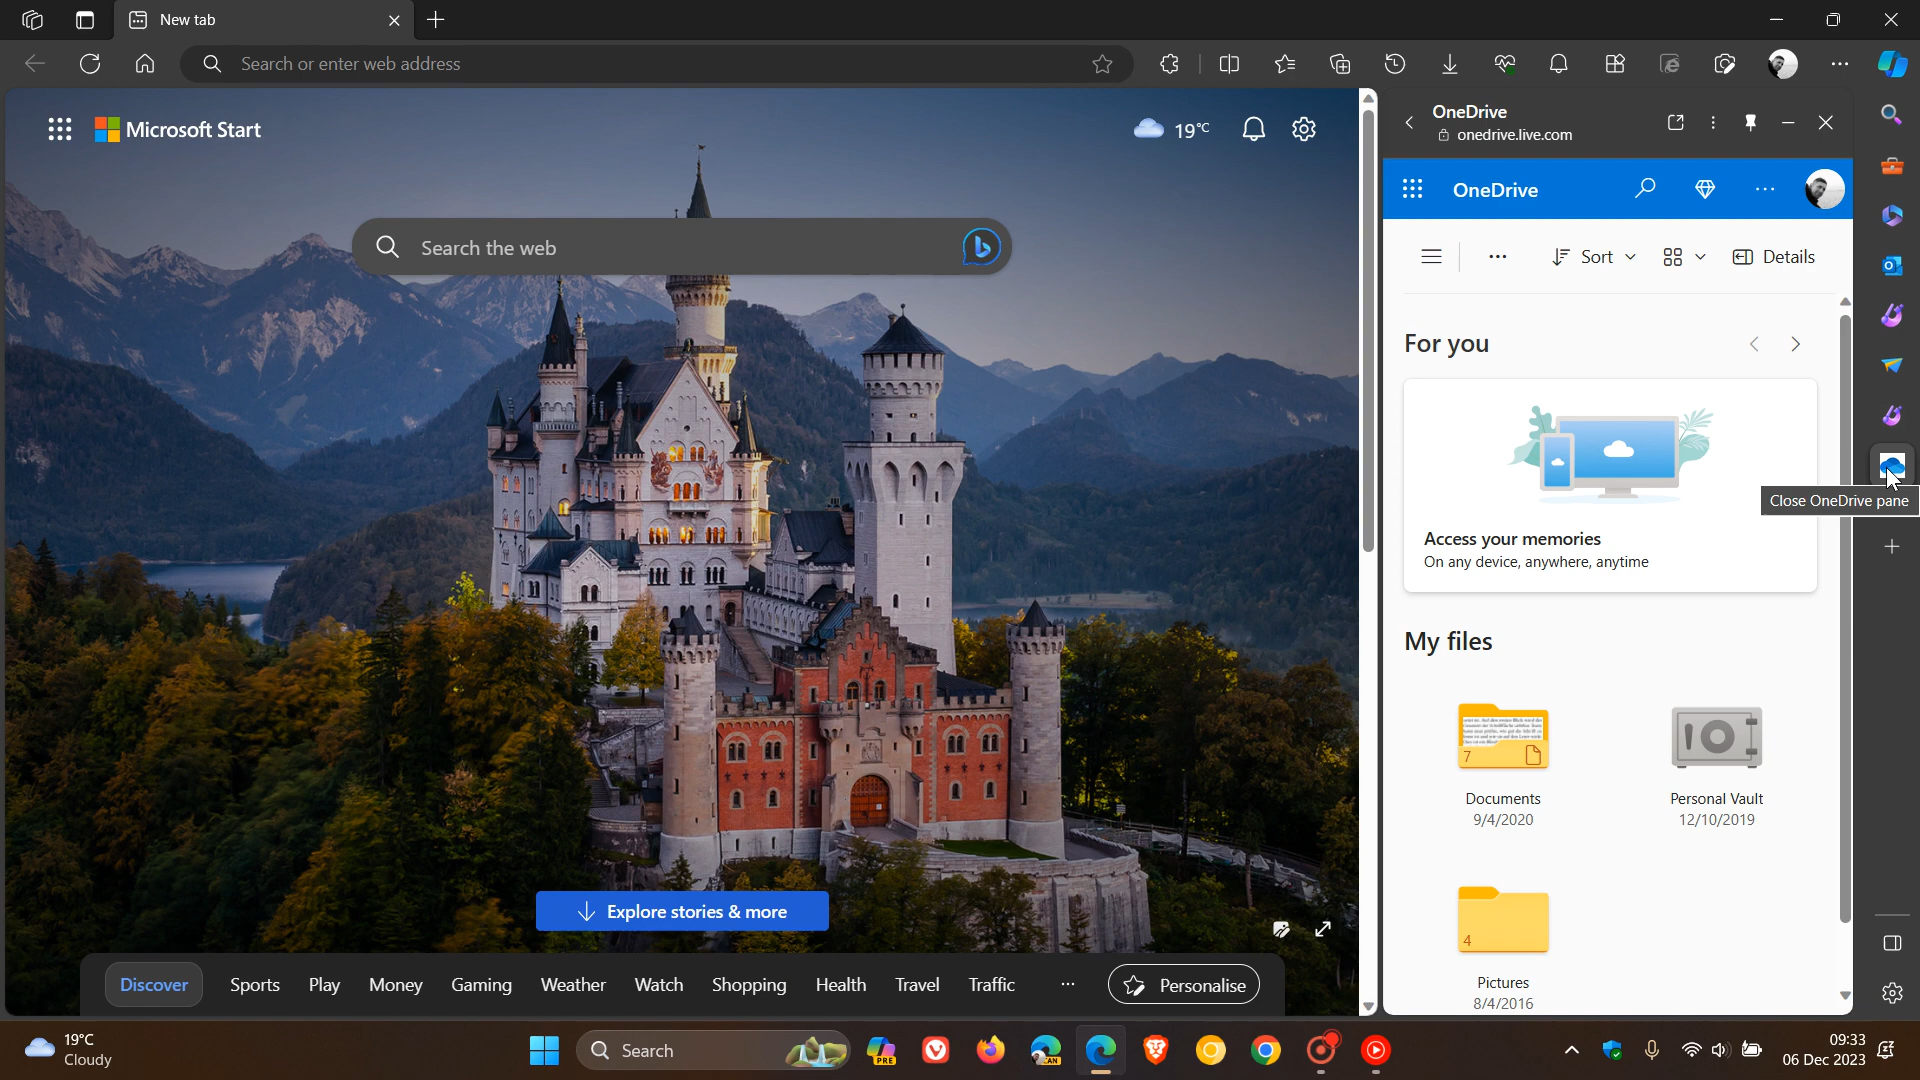 New tab
Search or enter web address
Microsoft Start
19°C
Search the web
Explore stories & more
Discover
Sports
Play
Money
Gaming
Weather
Watch
Shopping
Health
Travel
Traffic
Personalise
OneDrive
onedrive.live.com
OneDrive
Sort
Details
For you
Access your memories
On any device, anywhere, anytime
Close OneDrive pane
My files
7
Documents
9/4/2020
Personal Vault
12/10/2019
4
Pictures
8/4/2016
19°C
Cloudy
Search
PRE
CAN
09:33
06 Dec 2023